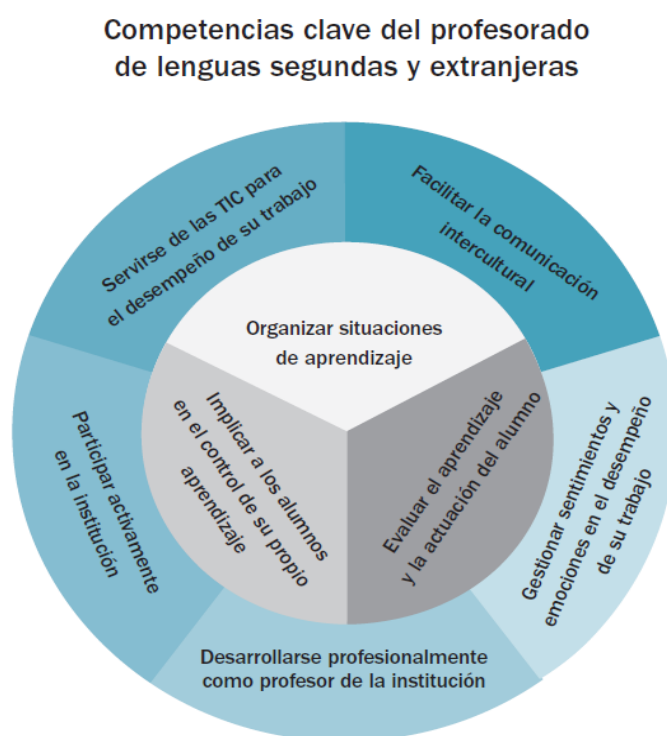 Competencias clave del profesorado
de lenguas segundas y extranjeras
Servirse de las TIC para
el desempeño de su trabajo
Facilitar la comunicación
intercultural
Organizar situaciones
de aprendizaje
Implicar a los alumnos
en el control de su propio
aprendizaje
Evaluar el aprendizaje
y la actuación del alumno
Participar activamente
en la institución
Gestionar sentimientos y
emociones en el desempeño
de su trabajo
Desarrollarse profesionalmente
como profesor de la institución